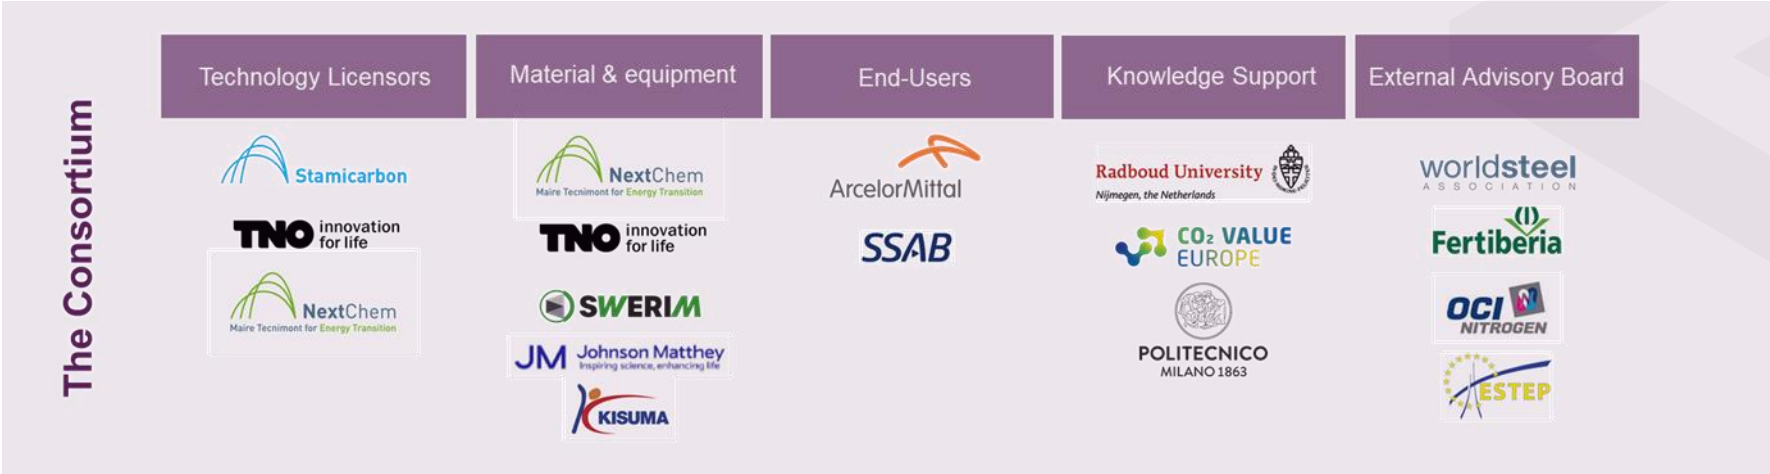 The Consortium
Technology Licensors
Stamicarbon
TNO innovation
for life
NextChem
Maire Tecnimont for Energy Transition
Material & equipment
NextChem
Maire Tecnimont for Energy Transition
TNO innovation
for life
SWERIM
JM Johnson Matthey
Inspiring science, enhancing life
KISUMA
End-Users
ArcelorMittal
SSAB
Knowledge Support
Radboud University
Nijmegen, the Netherlands
CO₂ VALUE
EUROPE
POLITECNICO
MILANO 1863
External Advisory Board
worldsteel
ASSOCIATION
Fertiberia
OCI
NITROGEN
ESTEP